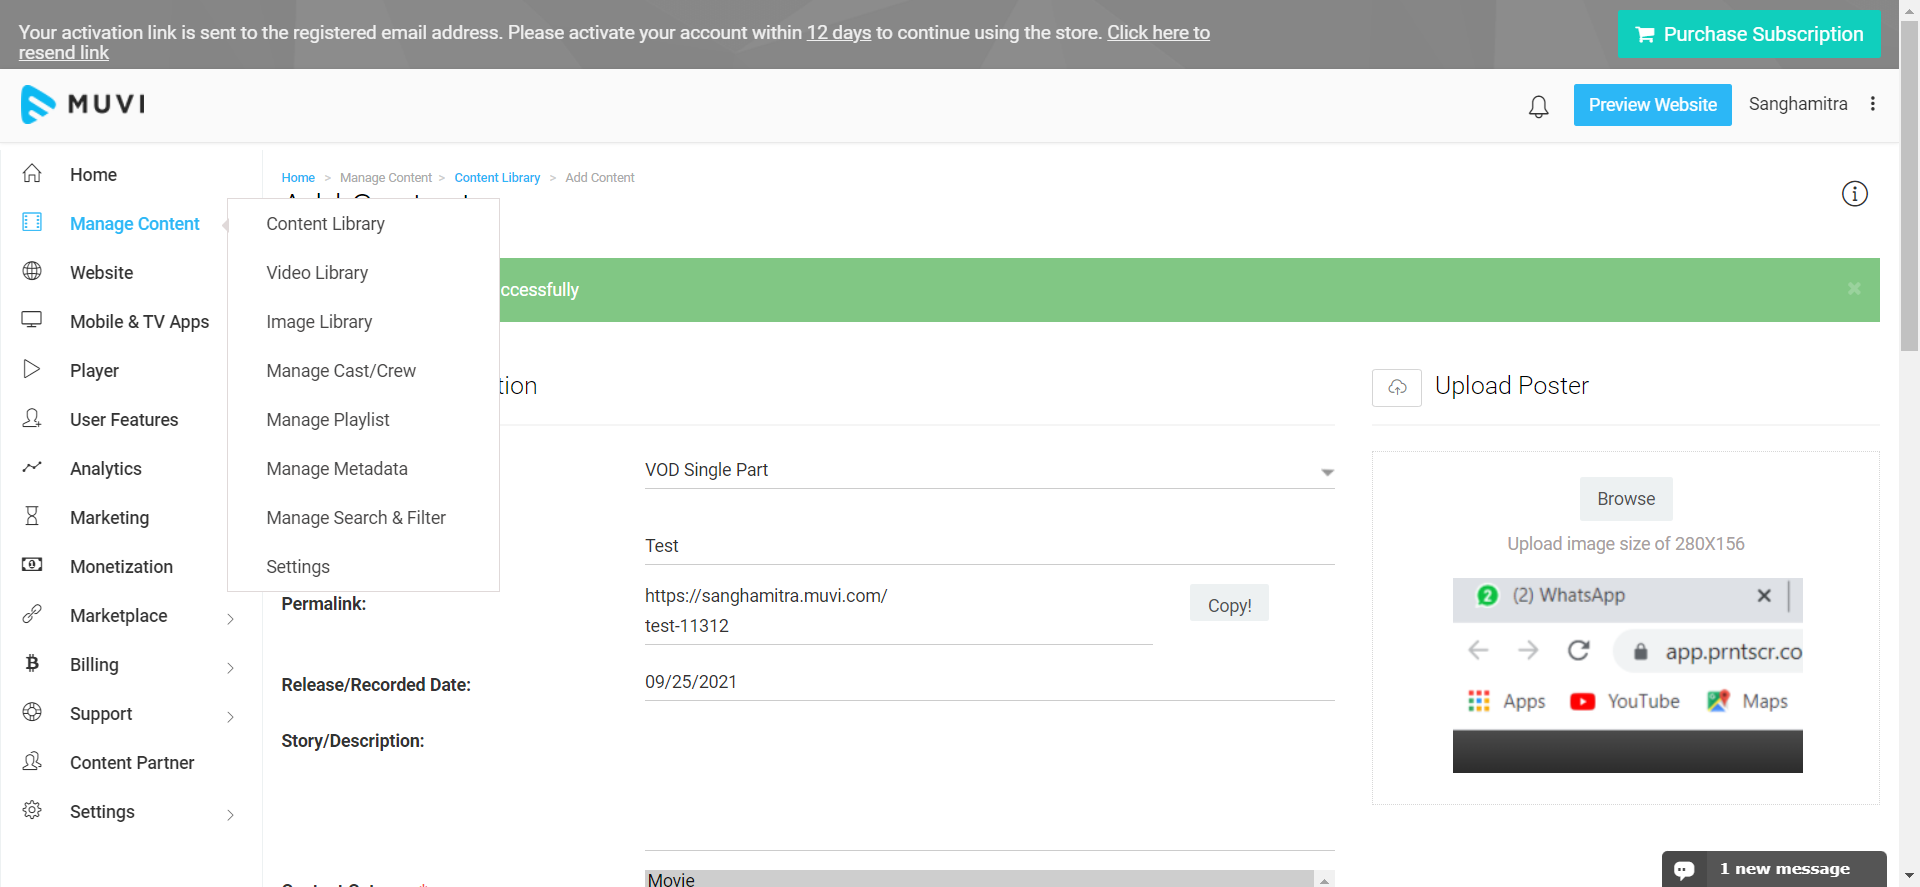 Your activation link is sent to the registered email address. Please activate your account within 12 days to continue using the store. Click here to
resend link
Purchase Subscription
MUVI
Preview Website
Sanghamitra
Home
Manage Content
Website
Mobile & TV Apps
Player
User Features
Analytics
Marketing
Monetization
Marketplace
Billing
Support
Content Partner
Settings
Home > Manage Content > Content Library > Add Content
Content Library
Video Library
Image Library
Manage Cast/Crew
Manage Playlist
Manage Metadata
Manage Search & Filter
Settings
ccessfully
tion
VOD Single Part
Test
Permalink:
https://sanghamitra.muvi.com/
test-11312
Copy!
Release/Recorded Date:
09/25/2021
Story/Description:
Movie
Upload Poster
Browse
Upload image size of 280X156
2 (2) WhatsApp
app.prntscr.co
Apps YouTube Maps
1 new message